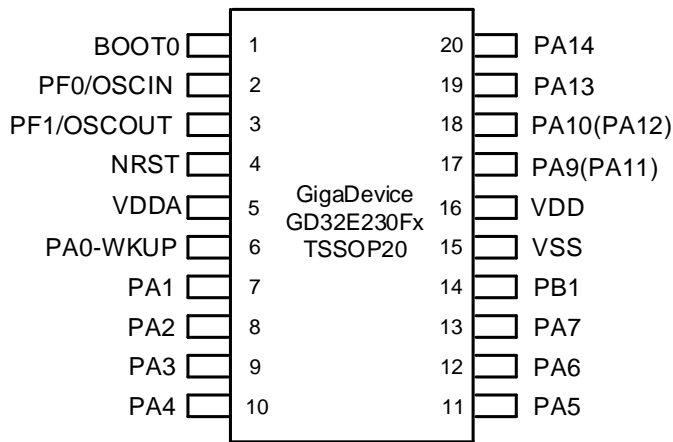 BOOT0 1 20 PA14
PF0/OSCIN 2 19 PA13
PF1/OSCOUT 3 18 PA10(PA12)
NRST 4 17 PA9(PA11)
VDDA 5 16 VDD
PA0-WKUP 6 15 VSS
PA1 7 14 PB1
PA2 8 13 PA7
PA3 9 12 PA6
PA4 10 11 PA5
GigaDevice
GD32E230Fx
TSSOP20